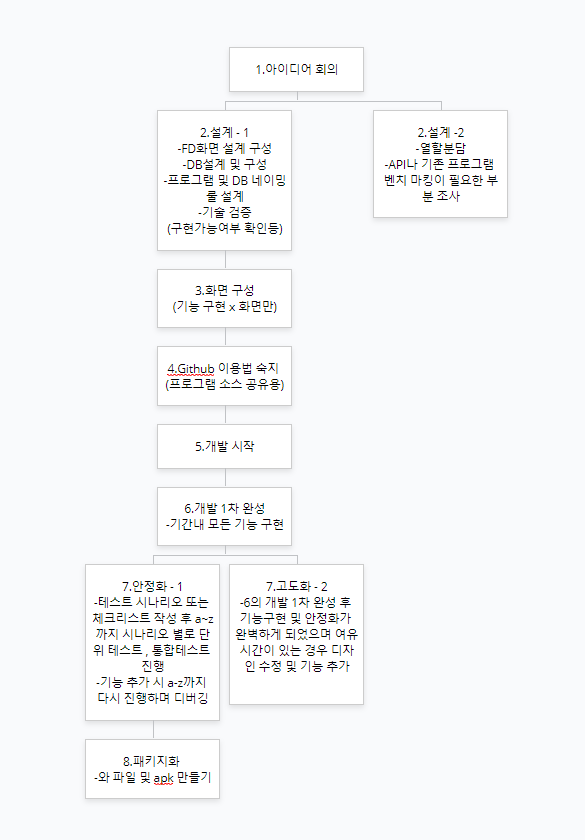 1.아이디어 회의
2.설계 - 1
-FD화면 설계 구성
-DB설계 및 구성
-프로그램 및 DB 네이밍
룰 설계
-기술 검증
(구현가능여부 확인등)
2.설계 -2
-열할분담
-API나 기존 프로그램
벤치 마킹이 필요한 부
분 조사
3.화면 구성
(기능 구현 x 화면만)
4.Github 이용법 숙지
(프로그램 소스 공유용)
5.개발 시작
6.개발 1차 완성
-기간내 모든 기능 구현
7.안정화 - 1
-테스트 시나리오 또는
체크리스트 작성 후 a~z
까지 시나리오 별로 단
위 테스트 , 통합테스트
진행
-기능 추가 시 a-z까지
다시 진행하며 디버깅
7.고도화 - 2
-6의 개발 1차 완성 후
기능구현 및 안정화가
완벽하게 되었으며 여유
시간이 있는 경우 디자
인 수정 및 기능 추가
8.패키지화
-와 파일 및 apk 만들기